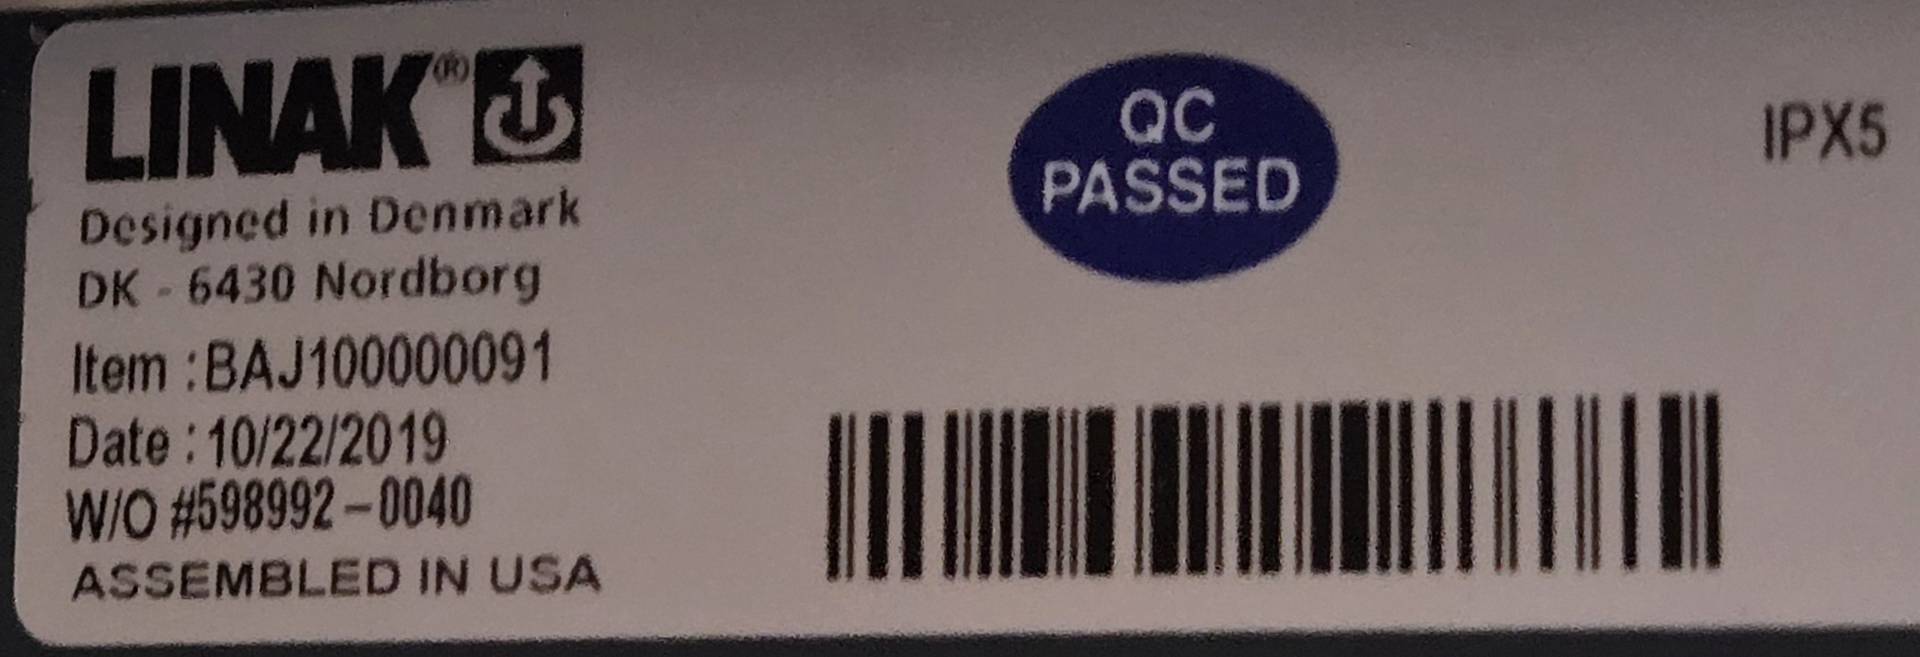 LINAK®
Designed in Denmark
DK - 6430 Nordborg
Item : BAJ100000091
Date : 10/22/2019
W/O #598992-0040
ASSEMBLED IN USA
QC
PASSED
IPX5